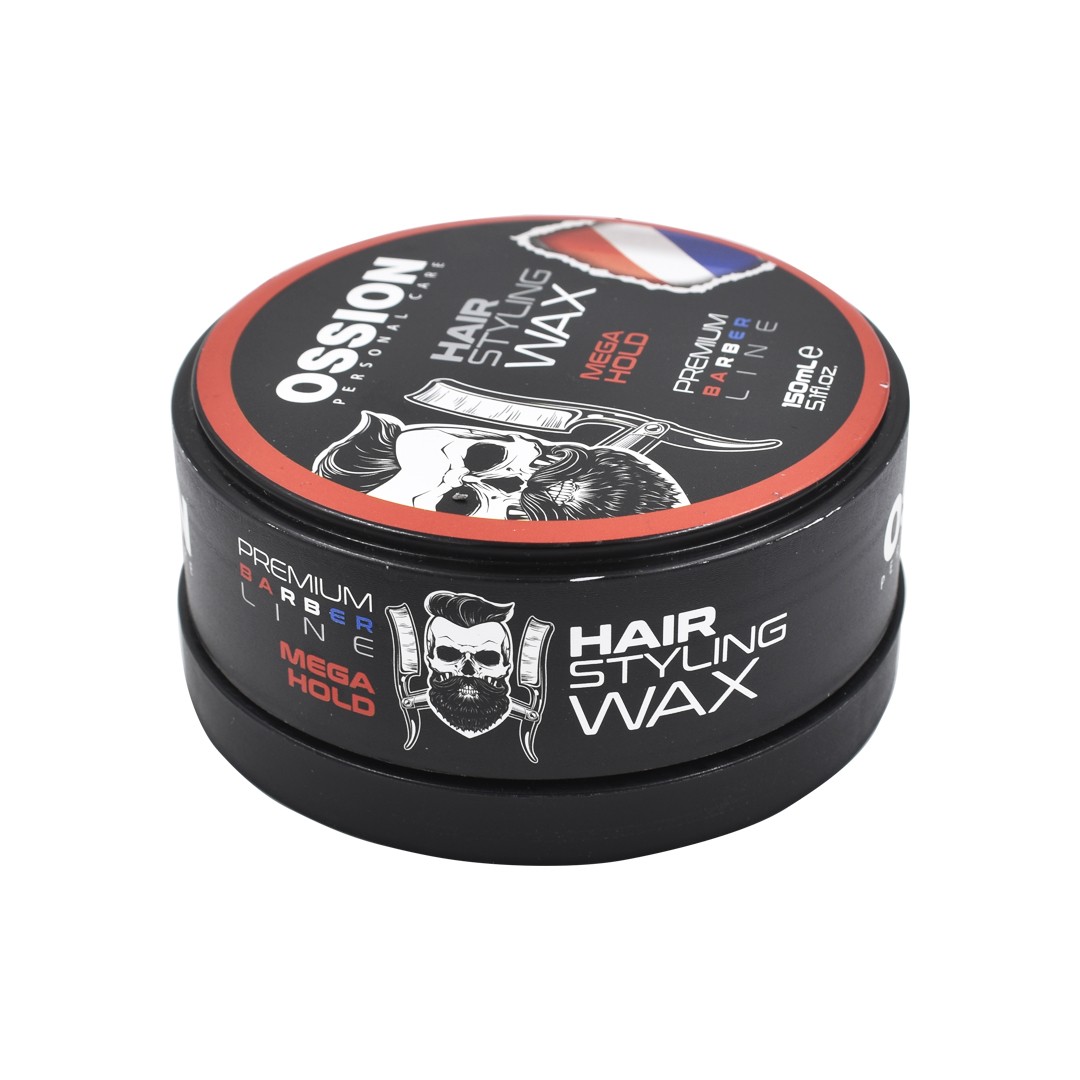 OSSION
PERSONAL CARE
HAIR
STYLING
WAX
MEGA
HOLD
PREMIUM
BARBER
LINE
150mL e
5.1fl.oz.
PREMIUM
BARBER
LINE
MEGA
HOLD
HAIR
STYLING
WAX